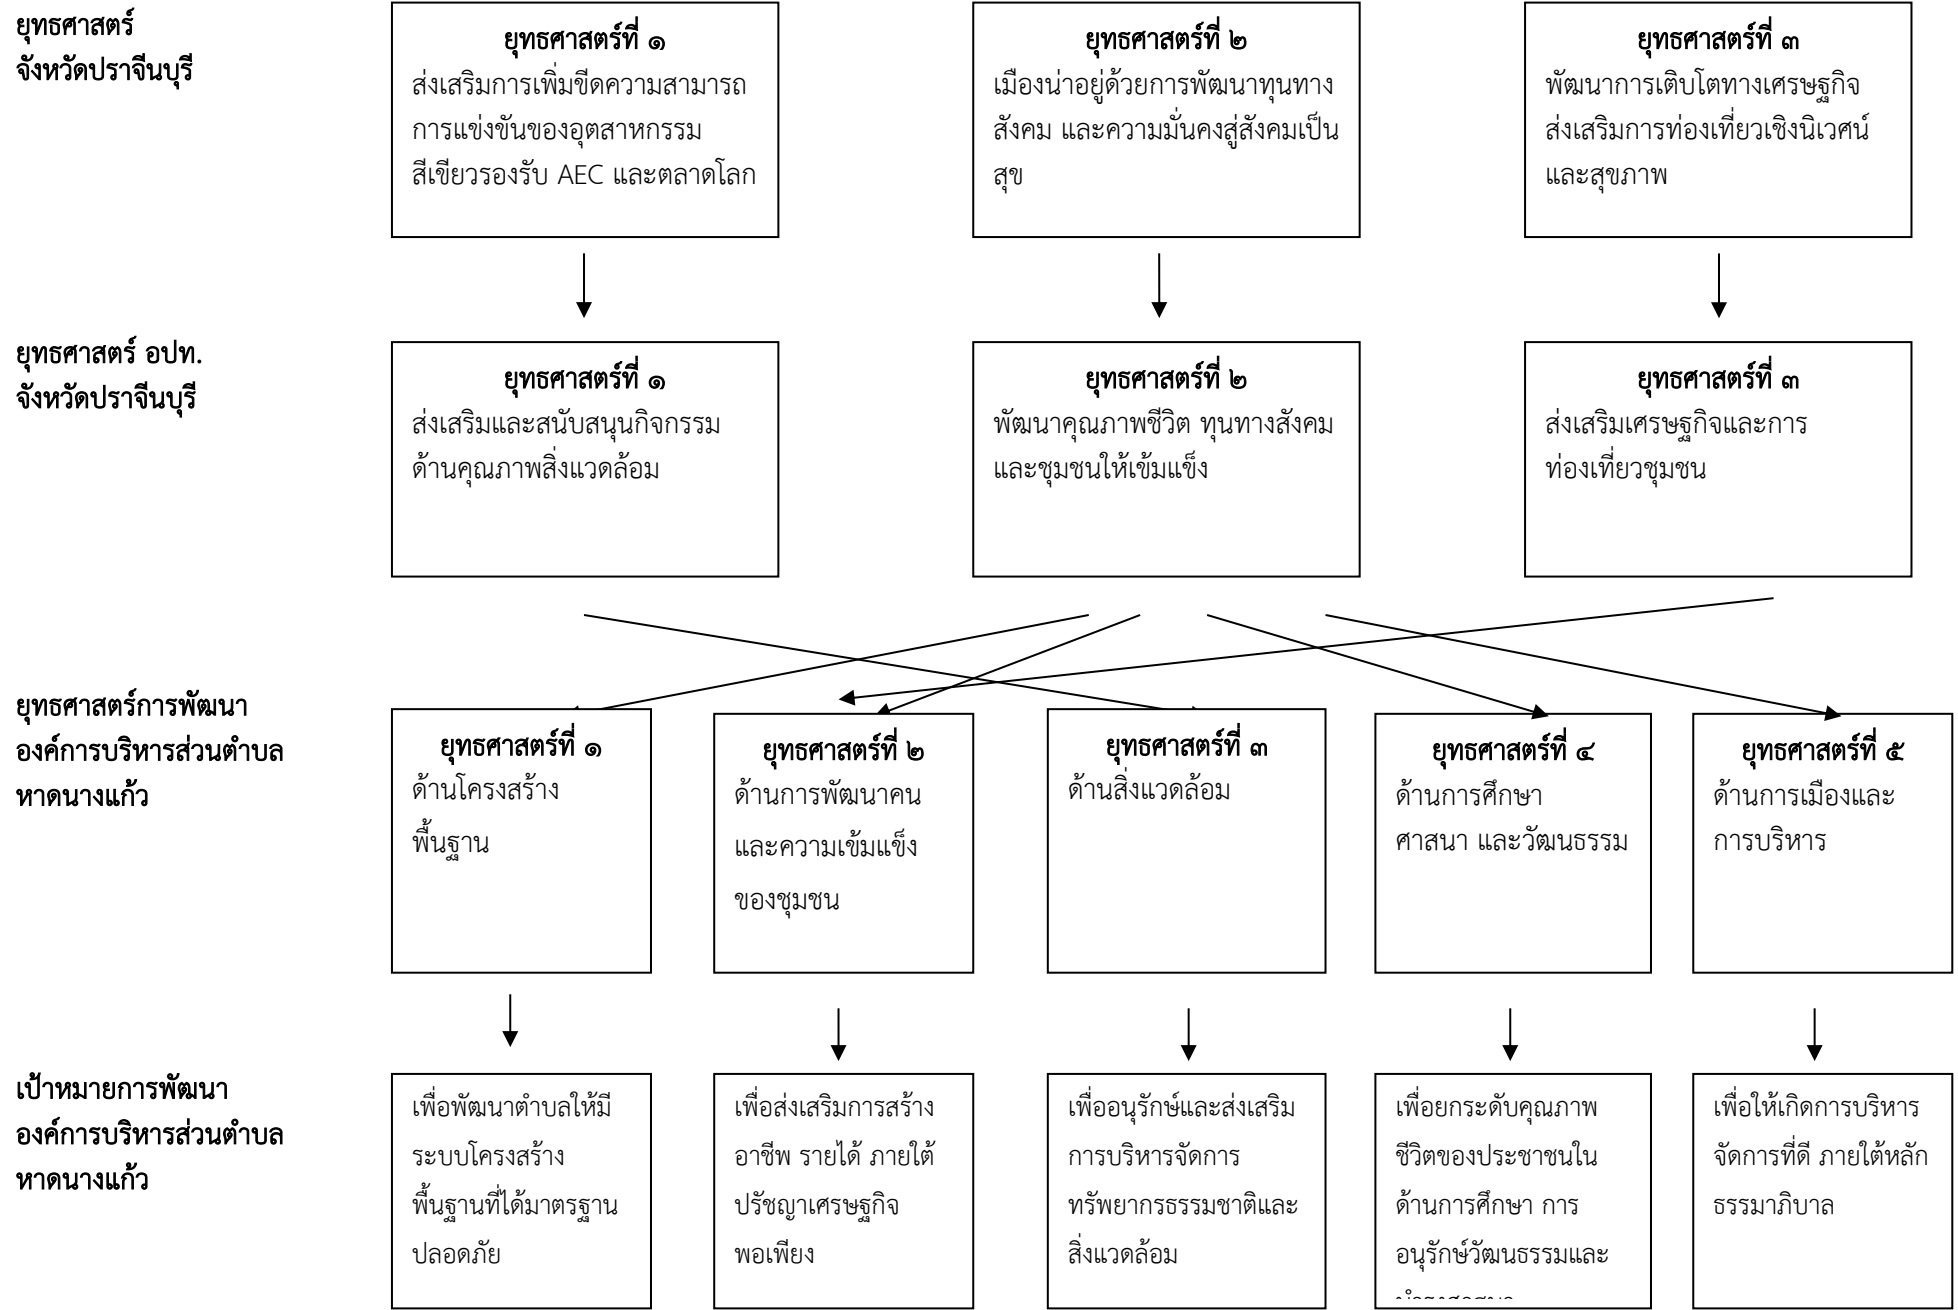 ยุทธศาสตร์
จังหวัดปราจีนบุรี
ยุทธศาสตร์ที่ ๑
ส่งเสริมการเพิ่มขีดความสามารถ
การแข่งขันของอุตสาหกรรม
สีเขียวรองรับ AEC และตลาดโลก
ยุทธศาสตร์ที่ ๒
เมืองน่าอยู่ด้วยการพัฒนาทุนทาง
สังคม และความมั่นคงสู่สังคมเป็น
สุข
ยุทธศาสตร์ที่ ๓
พัฒนาการเติบโตทางเศรษฐกิจ
ส่งเสริมการท่องเที่ยวเชิงนิเวศน์
และสุขภาพ
ยุทธศาสตร์ อปท.
จังหวัดปราจีนบุรี
ยุทธศาสตร์ที่ ๑
ส่งเสริมและสนับสนุนกิจกรรม
ด้านคุณภาพสิ่งแวดล้อม
ยุทธศาสตร์ที่ ๒
พัฒนาคุณภาพชีวิต ทุนทางสังคม
และชุมชนให้เข้มแข็ง
ยุทธศาสตร์ที่ ๓
ส่งเสริมเศรษฐกิจและการ
ท่องเที่ยวชุมชน
ยุทธศาสตร์การพัฒนา
องค์การบริหารส่วนตำบล
หาดนางแก้ว
ยุทธศาสตร์ที่ ๑
ด้านโครงสร้าง
พื้นฐาน
ยุทธศาสตร์ที่ ๒
ด้านการพัฒนาคน
และความเข้มแข็ง
ของชุมชน
ยุทธศาสตร์ที่ ๓
ด้านสิ่งแวดล้อม
ยุทธศาสตร์ที่ ๔
ด้านการศึกษา
ศาสนา และวัฒนธรรม
ยุทธศาสตร์ที่ ๕
ด้านการเมืองและ
การบริหาร
เป้าหมายการพัฒนา
องค์การบริหารส่วนตำบล
หาดนางแก้ว
เพื่อพัฒนาตำบลให้มี
ระบบโครงสร้าง
พื้นฐานที่ได้มาตรฐาน
ปลอดภัย
เพื่อส่งเสริมการสร้าง
อาชีพ รายได้ ภายใต้
ปรัชญาเศรษฐกิจ
พอเพียง
เพื่ออนุรักษ์และส่งเสริม
การบริหารจัดการ
ทรัพยากรธรรมชาติและ
สิ่งแวดล้อม
เพื่อยกระดับคุณภาพ
ชีวิตของประชาชนใน
ด้านการศึกษา การ
อนุรักษ์วัฒนธรรมและ
เพื่อให้เกิดการบริหาร
จัดการที่ดี ภายใต้หลัก
ธรรมาภิบาล